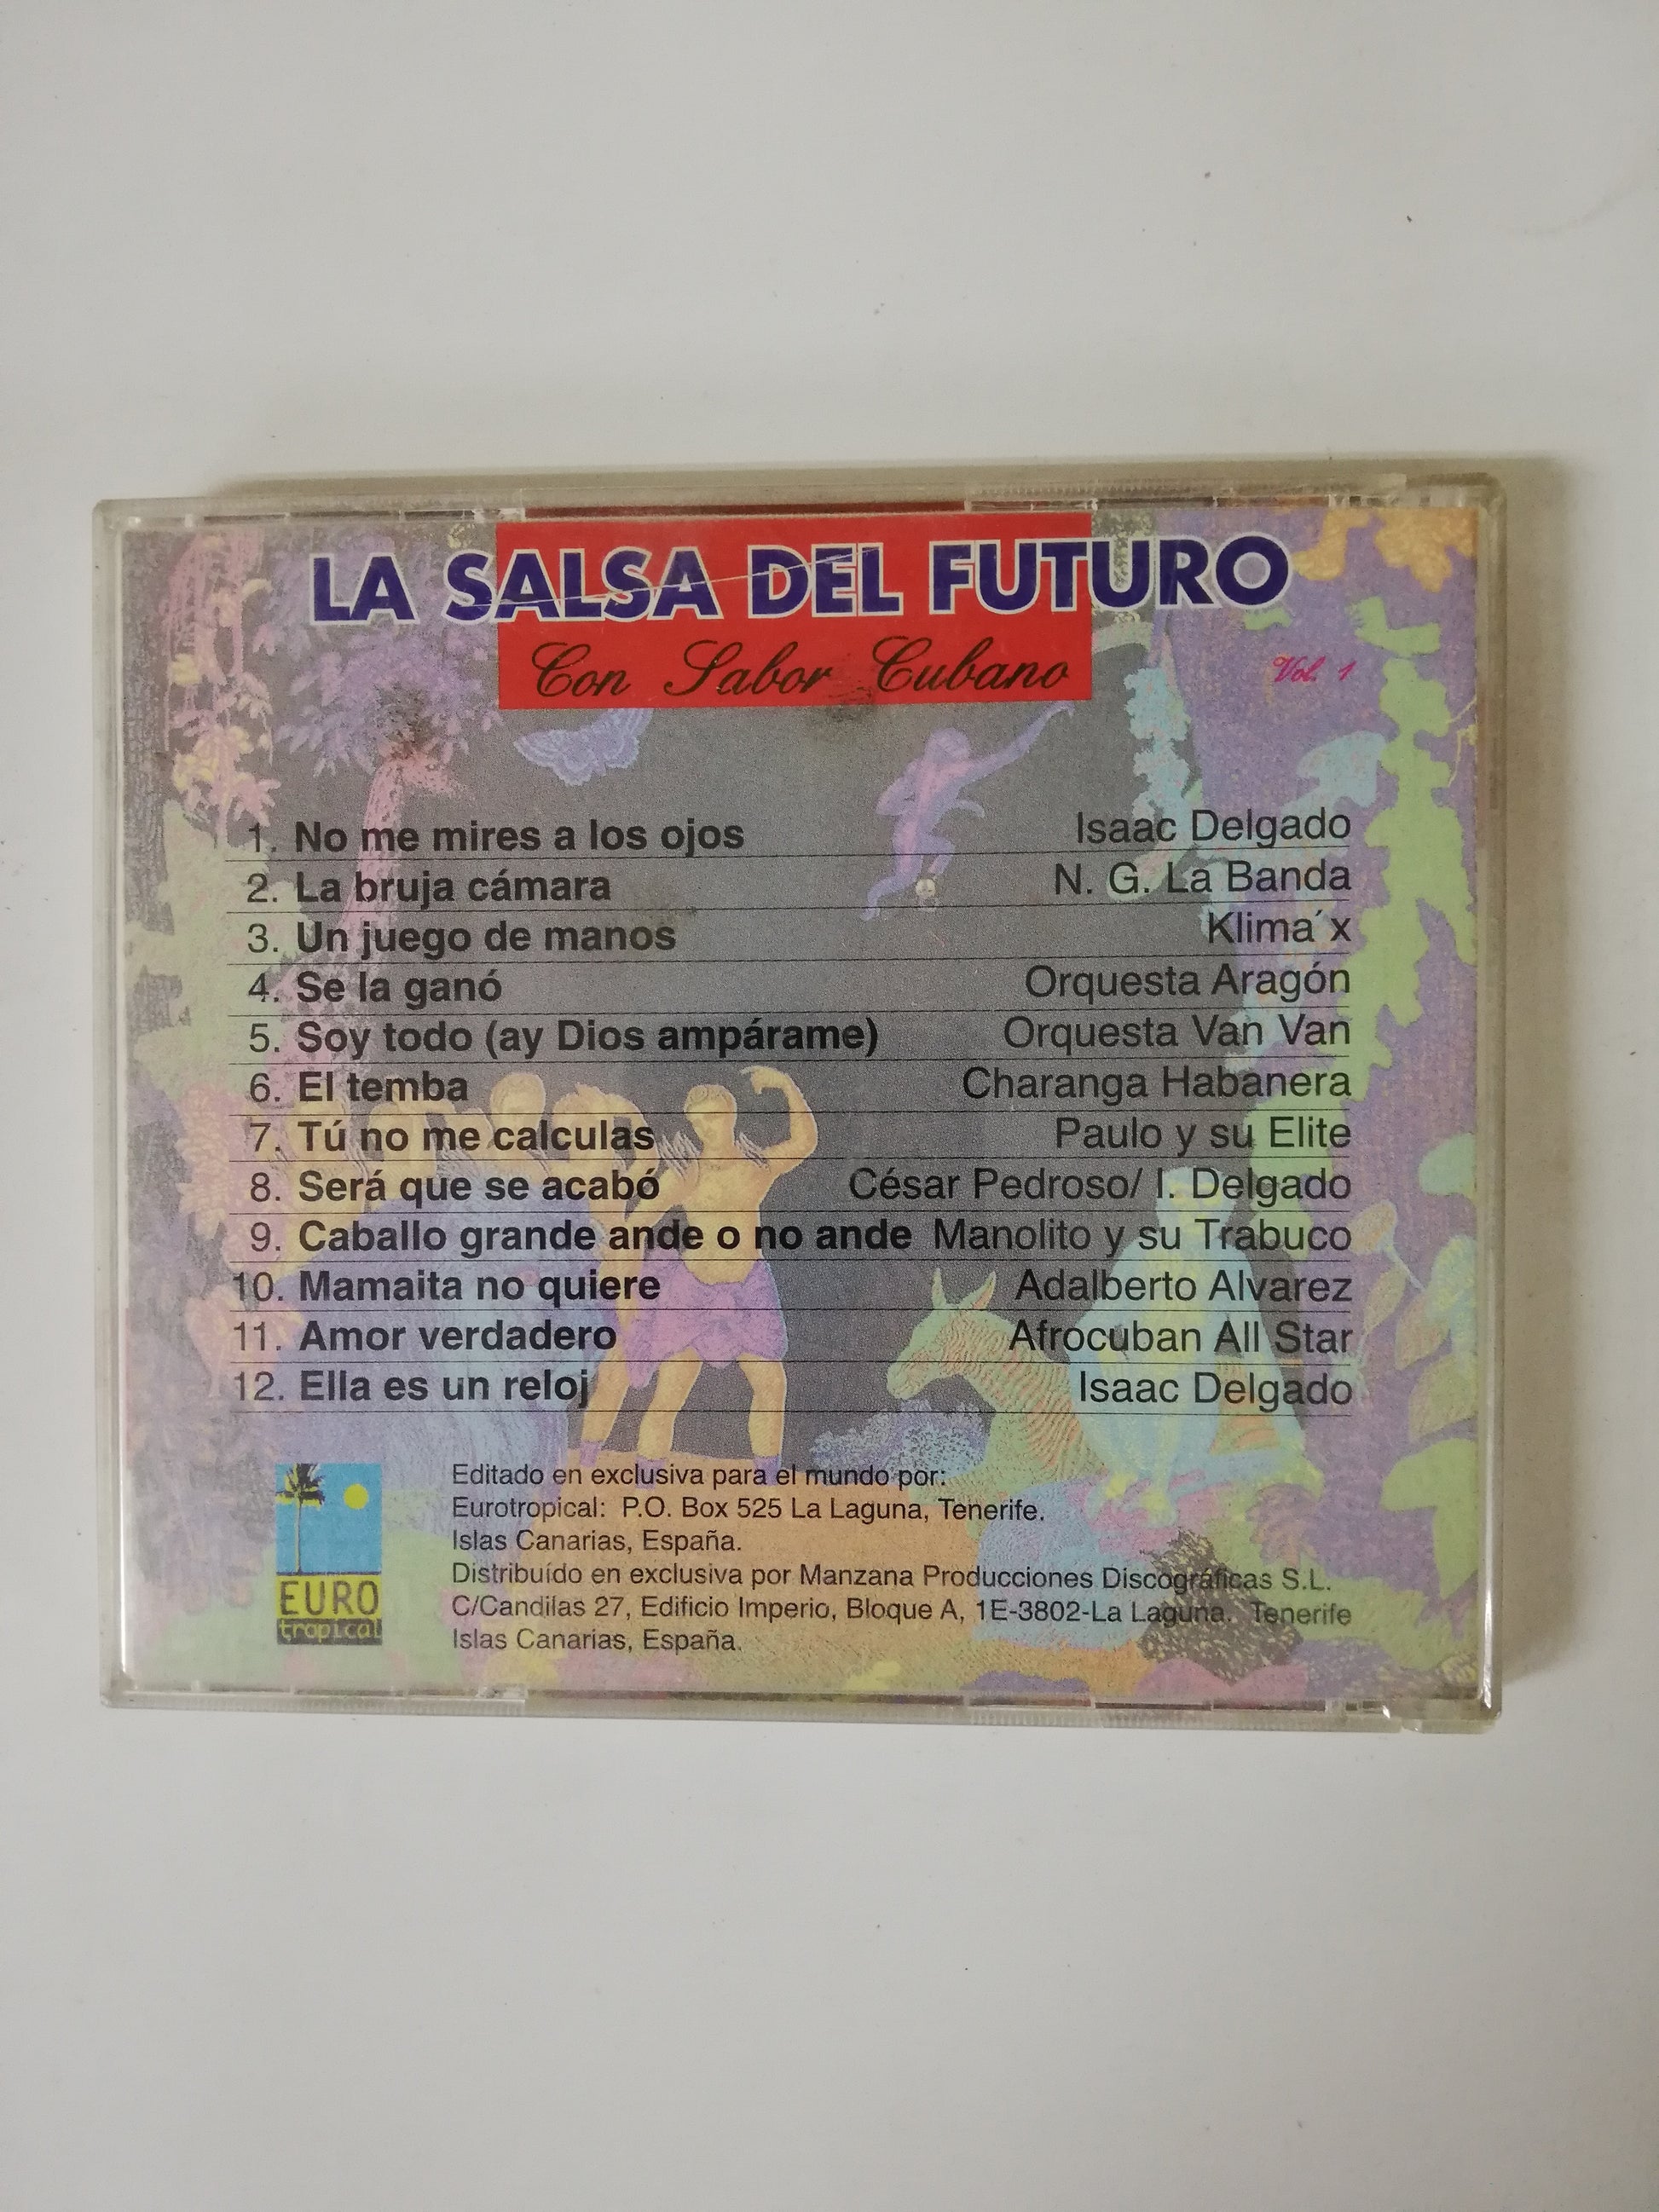 LA SALSA DEL FUTURO
Con Sabor Cubano
Vol. 1
1. No me mires a los ojos Isaac Delgado
2. La bruja cámara N. G. La Banda
3. Un juego de manos Klima´x
4. Se la ganó Orquesta Aragón
5. Soy todo (ay Dios ampárame) Orquesta Van Van
6. El temba Charanga Habanera
7. Tú no me calculas Paulo y su Elite
8. Será que se acabó César Pedroso/ I. Delgado
9. Caballo grande ande o no ande Manolito y su Trabuco
10. Mamaita no quiere Adalberto Alvarez
11. Amor verdadero Afrocuban All Star
12. Ella es un reloj Isaac Delgado
EURO
tropical
Editado en exclusiva para el mundo por:
Eurotropical: P.O. Box 525 La Laguna, Tenerife.
Islas Canarias, España.
Distribuído en exclusiva por Manzana Producciones Discográficas S.L.
C/Candilas 27, Edificio Imperio, Bloque A, 1E-3802-La Laguna. Tenerife
Islas Canarias, España.